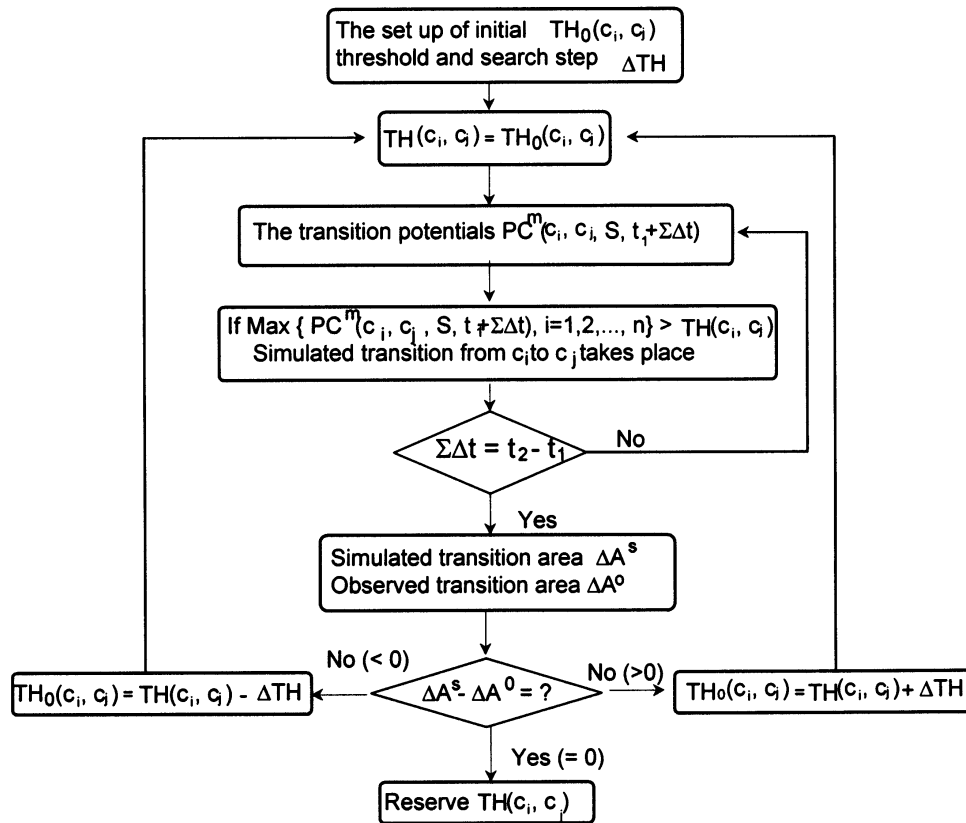 The set up of initial TH₀(cᵢ, cⱼ)
threshold and search step ΔTH
TH(cᵢ, cⱼ) = TH₀(cᵢ, cⱼ)
The transition potentials PCᵐ(cᵢ, cⱼ, S, t₁+ΣΔt)
If Max { PCᵐ(cᵢ, cⱼ , S, t₁+ΣΔt), i=1,2,..., n} > TH(cᵢ, cⱼ)
Simulated transition from cᵢ to cⱼ takes place
ΣΔt = t₂- t₁
No
Yes
Simulated transition area ΔAˢ
Observed transition area ΔAᵒ
No (< 0)
No (>0)
TH₀(cᵢ, cⱼ) = TH(cᵢ, cⱼ) - ΔTH
ΔAˢ- ΔA⁰ = ?
TH₀(cᵢ, cⱼ) = TH(cᵢ, cⱼ) + ΔTH
Yes (= 0)
Reserve TH(cᵢ, cⱼ)